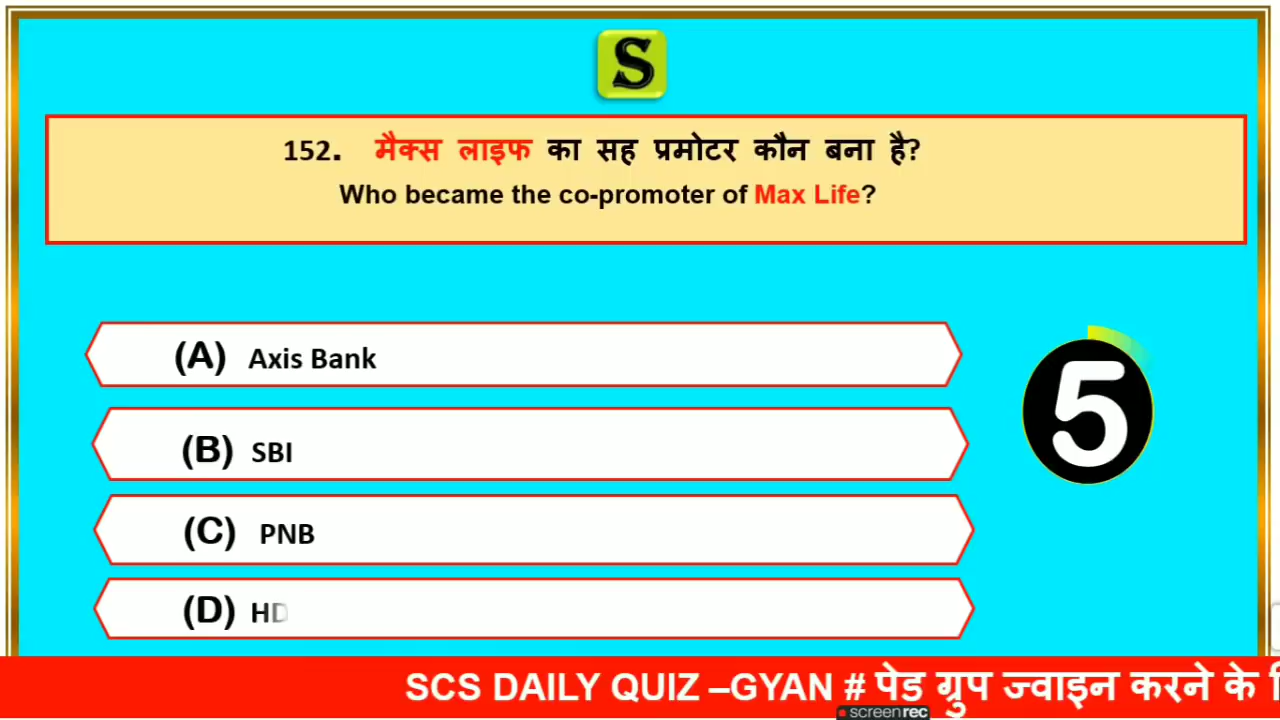 S
152. मैक्स लाइफ का सह प्रमोटर कौन बना है?
Who became the co-promoter of Max Life?
(A) Axis Bank
(B) SBI
(C) PNB
(D) HD
5
SCS DAILY QUIZ –GYAN # पेड ग्रुप ज्वाइन करने के
screenrec